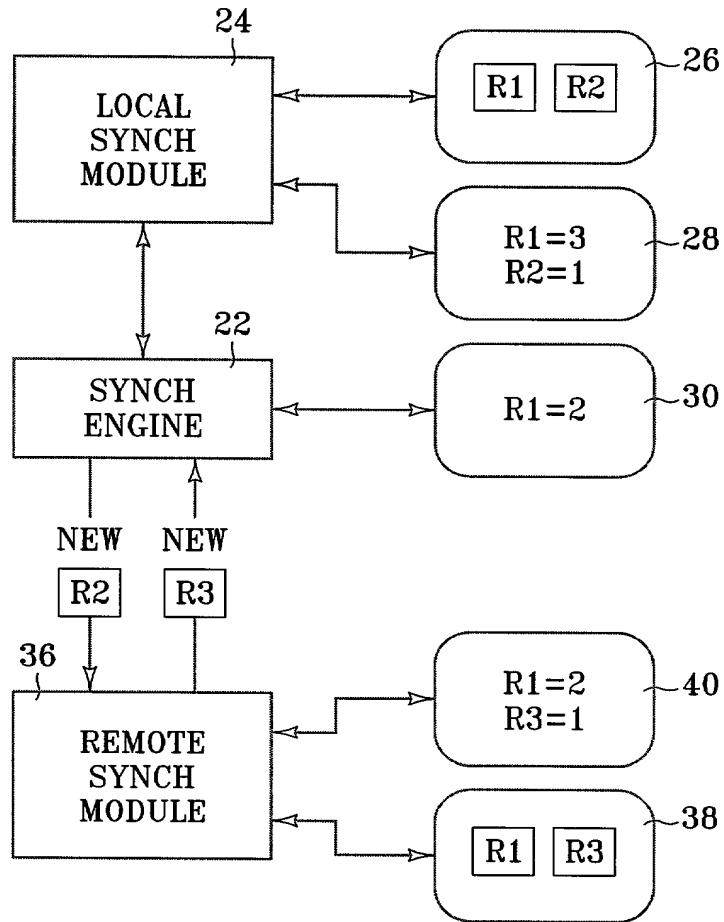 24
LOCAL
SYNCH
MODULE
R1 R2
26
R1=3
R2=1
28
22
SYNCH
ENGINE
R1=2
30
NEW NEW
R2 R3
36
REMOTE
SYNCH
MODULE
R1=2
R3=1
40
R1 R3
38